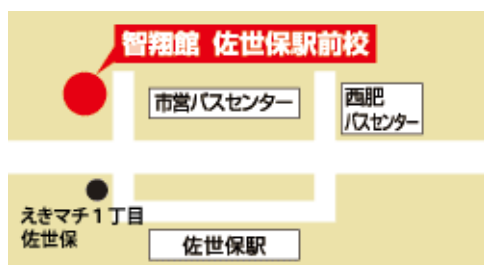 智翔館 佐世保駅前校
市営バスセンター
西肥
バスセンター
えきマチ1丁目
佐世保
佐世保駅